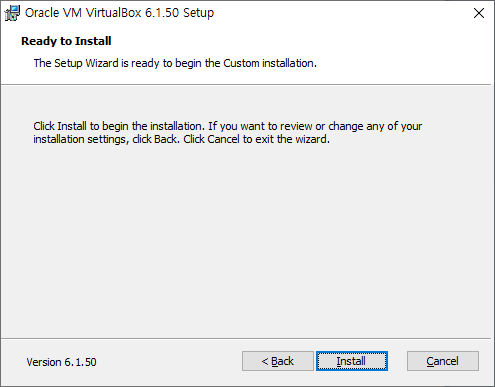 Oracle VM VirtualBox 6.1.50 Setup
Ready to Install
The Setup Wizard is ready to begin the Custom installation.
Click Install to begin the installation. If you want to review or change any of your
installation settings, click Back. Click Cancel to exit the wizard.
Version 6.1.50
< Back
Install
Cancel